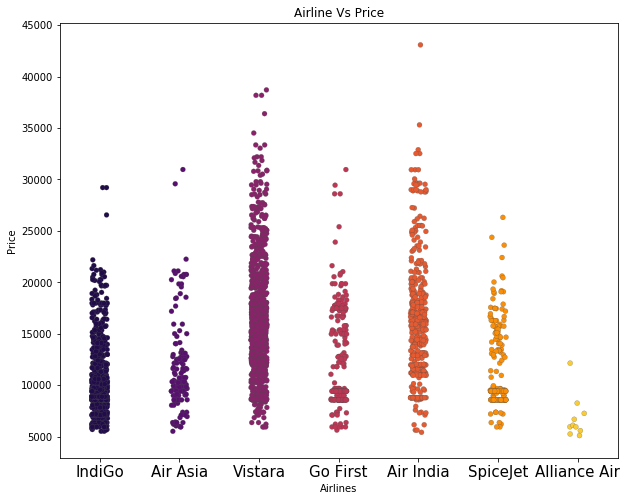 Airline Vs Price
45000
40000
35000
30000
25000
20000
15000
10000
5000
Price
IndiGo Air Asia Vistara Go First Air India SpiceJet Alliance Air
Airlines